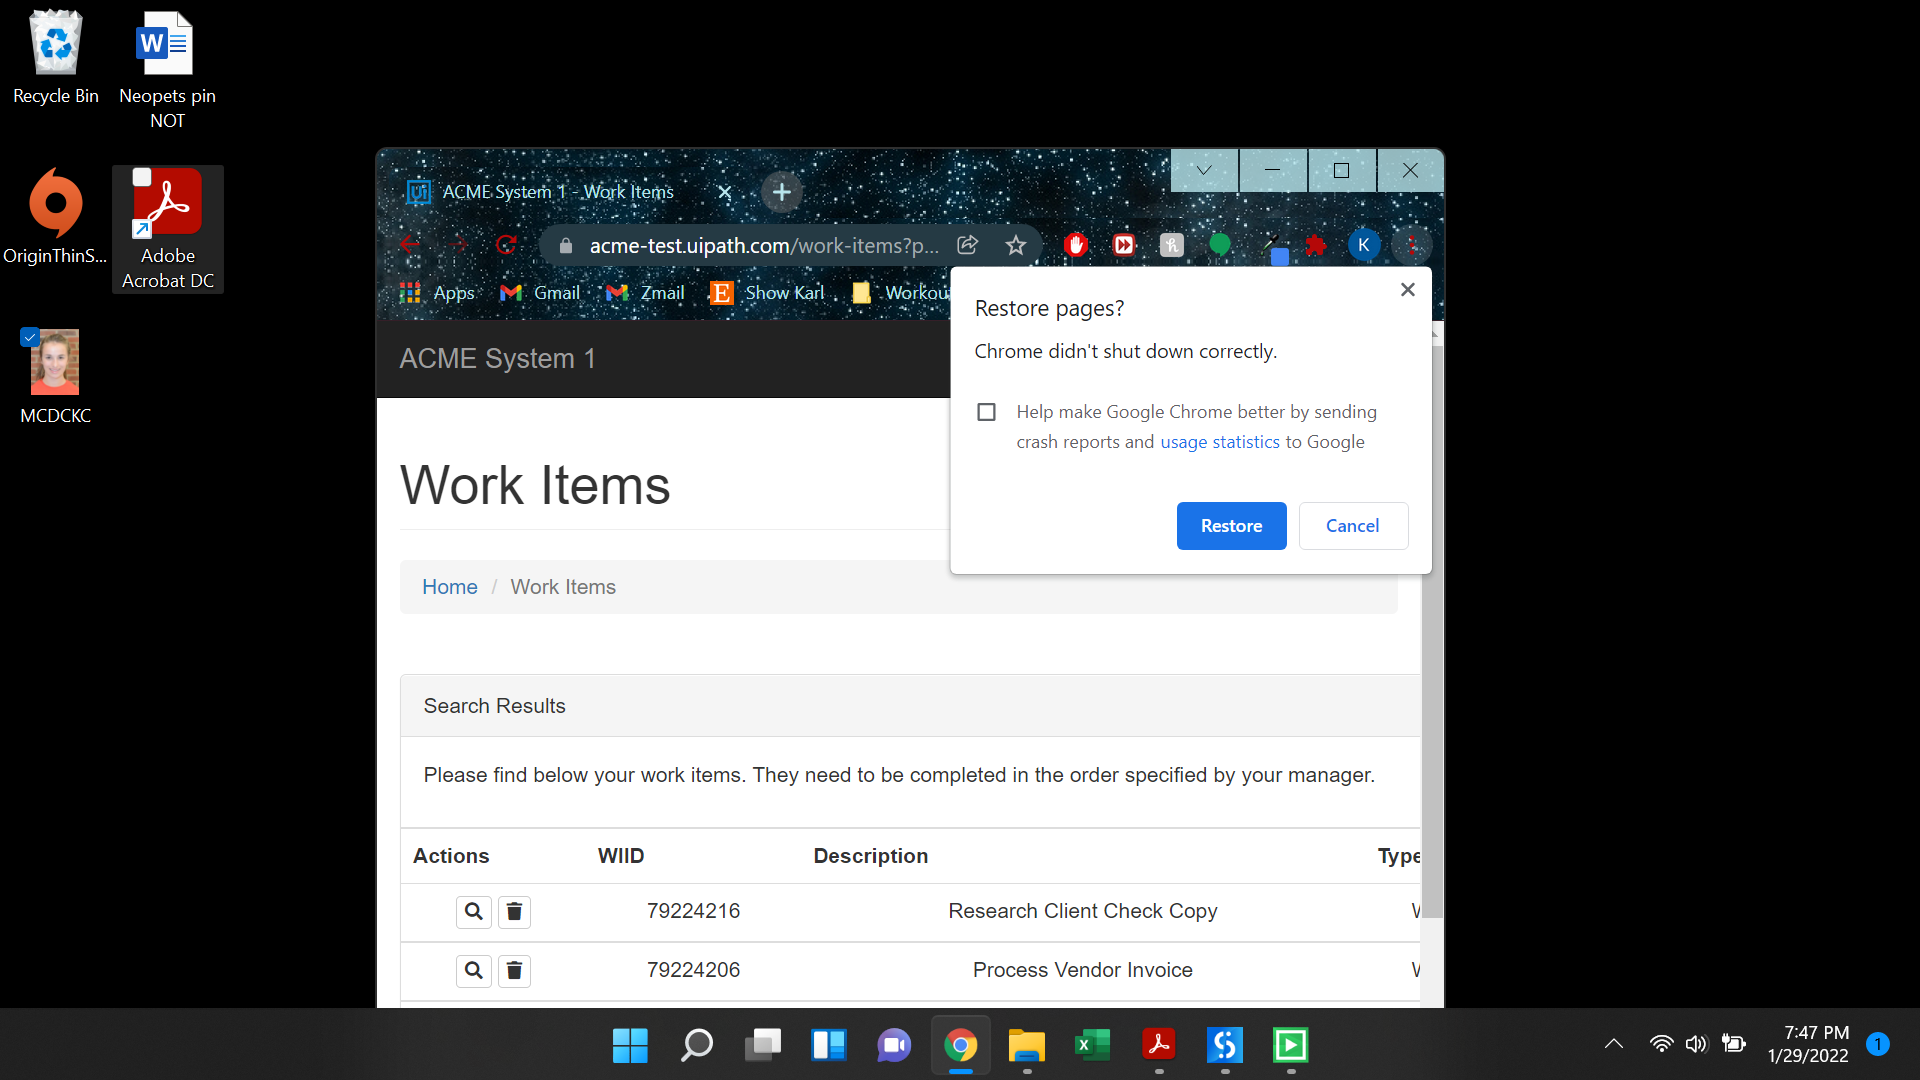 Recycle Bin
Neopets pin
NOT
OriginThinS...
Adobe
Acrobat DC
MCDCKC
ACME System 1 - Work Items
acme-test.uipath.com/work-items?p...
K
Apps
Gmail
Zmail
Show Karl
Workou
Restore pages?
Chrome didn't shut down correctly.
Help make Google Chrome better by sending
crash reports and usage statistics to Google
Restore
Cancel
ACME System 1
Work Items
Home / Work Items
Search Results
Please find below your work items. They need to be completed in the order specified by your manager.
Actions WIID Description Type
79224216 Research Client Check Copy
79224206 Process Vendor Invoice
7:47 PM
1/29/2022
1